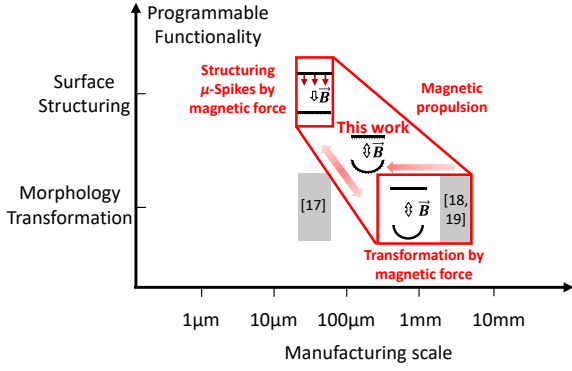 Programmable
Functionality
Surface
Structuring
Structuring
μ-Spikes by
magnetic force
⇩B⃗
Magnetic
propulsion
This work
⇕B⃗
Morphology
Transformation
[17]
⇕B⃗
[18,
19]
Transformation by
magnetic force
1μm
10μm
100μm
1mm
10mm
Manufacturing scale